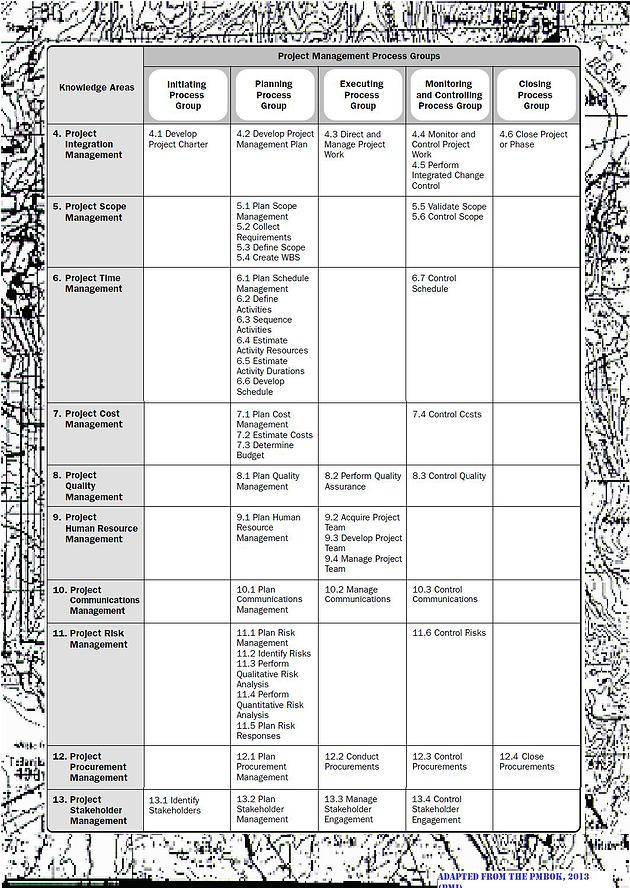 Project Management Process Groups
Knowledge Areas
Initiating
Process
Group
Planning
Process
Group
Executing
Process
Group
Monitoring
and Controlling
Process Group
Closing
Process
Group
4. Project
Integration
Management
4.1 Develop
Project Charter
4.2 Develop Project
Management Plan
4.3 Direct and
Manage Project
Work
4.4 Monitor and
Control Project
Work
4.5 Perform
Integrated Change
Control
4.6 Close Project
or Phase
5. Project Scope
Management
5.1 Plan Scope
Management
5.2 Collect
Requirements
5.3 Define Scope
5.4 Create WBS
5.5 Validate Scope
5.6 Control Scope
6. Project Time
Management
6.1 Plan Schedule
Management
6.2 Define
Activities
6.3 Sequence
Activities
6.4 Estimate
Activity Resources
6.5 Estimate
Activity Durations
6.6 Develop
Schedule
6.7 Control
Schedule
7. Project Cost
Management
7.1 Plan Cost
Management
7.2 Estimate Costs
7.3 Determine
Budget
7.4 Control Costs
8. Project
Quality
Management
8.1 Plan Quality
Management
8.2 Perform Quality
Assurance
8.3 Control Quality
9. Project
Human Resource
Management
9.1 Plan Human
Resource
Management
9.2 Acquire Project
Team
9.3 Develop Project
Team
9.4 Manage Project
Team
10. Project
Communications
Management
10.1 Plan
Communications
Management
10.2 Manage
Communications
10.3 Control
Communications
11. Project Risk
Management
11.1 Plan Risk
Management
11.2 Identify Risks
11.3 Perform
Qualitative Risk
Analysis
11.4 Perform
Quantitative Risk
Analysis
11.5 Plan Risk
Responses
11.6 Control Risks
12. Project
Procurement
Management
12.1 Plan
Procurement
Management
12.2 Conduct
Procurements
12.3 Control
Procurements
12.4 Close
Procurements
13. Project
Stakeholder
Management
13.1 Identify
Stakeholders
13.2 Plan
Stakeholder
Management
13.3 Manage
Stakeholder
Engagement
13.4 Control
Stakeholder
Engagement
ADAPTED FROM THE PMBOK, 2013
(PMI)